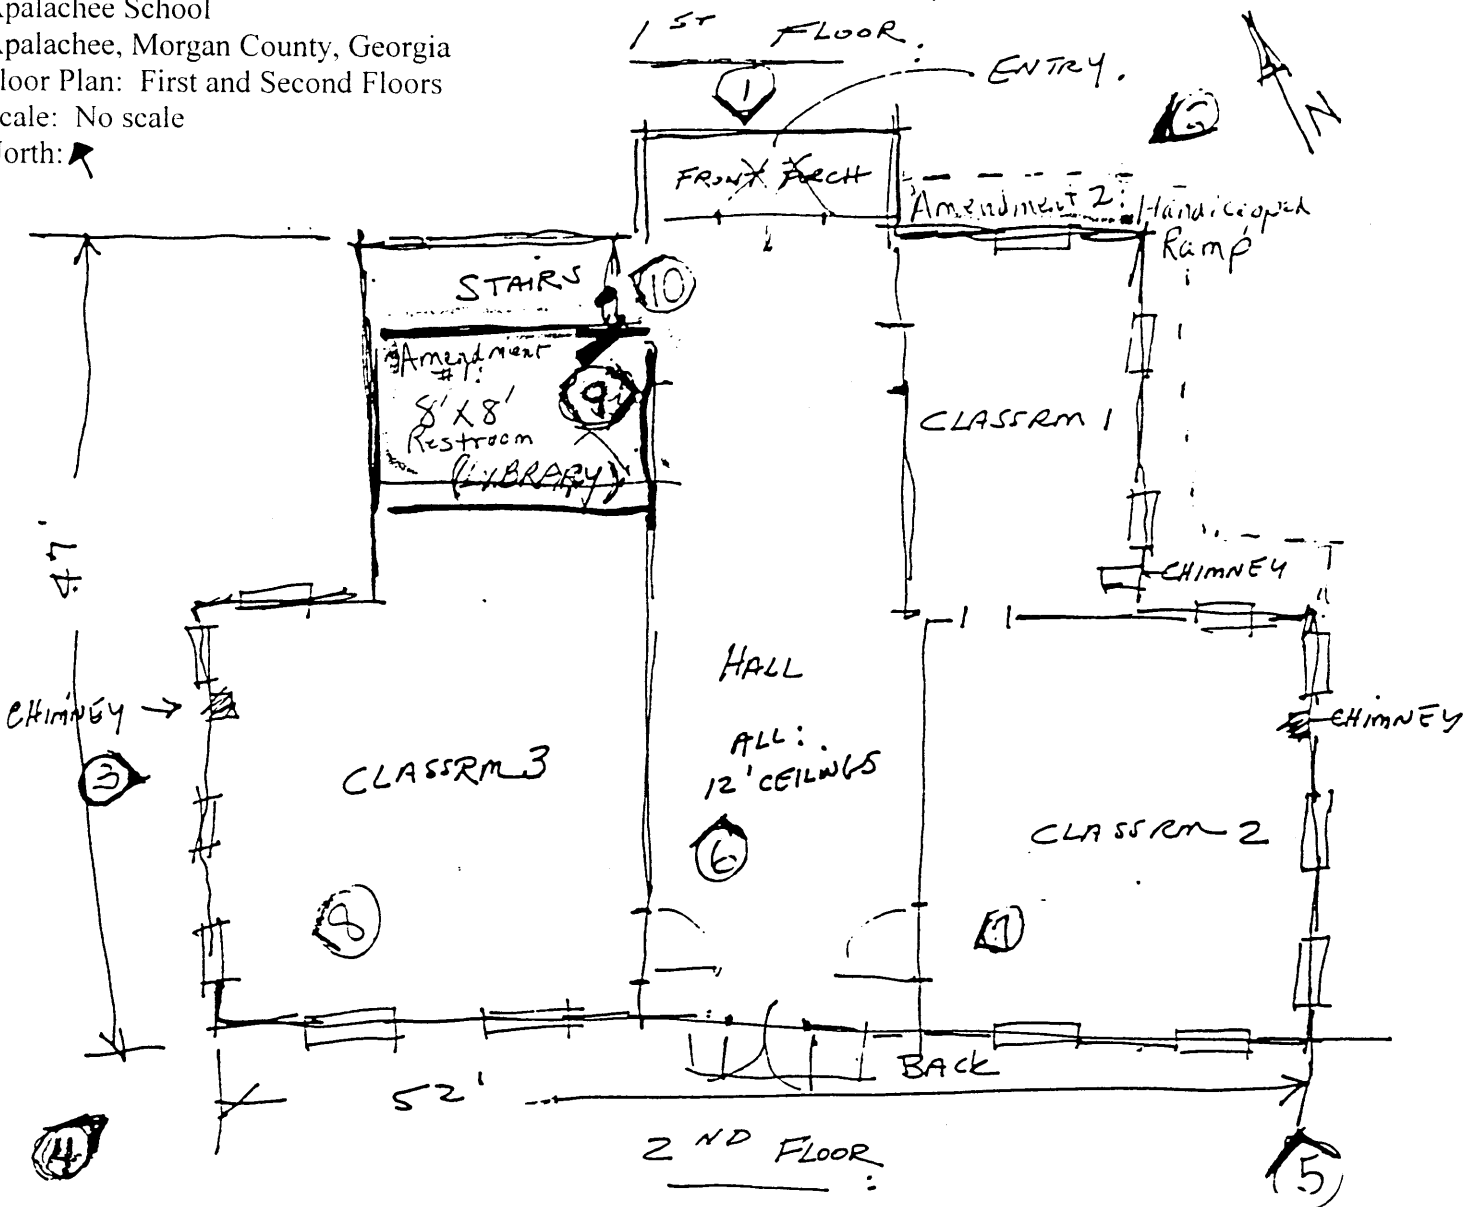 palachee School
palachee, Morgan County, Georgia
loor Plan: First and Second Floors
cale: No scale
orth:
1ST FLOOR.
ENTRY.
1
2
N
FRONT PORCH
Amendment 2: Handicapped
Ramp
STAIRS
10
Amendment
#1:
8' X 8'
Restroom
9
(LIBRARY)
CLASSRM 1
47'
CHIMNEY
HALL
CHIMNEY
CHIMNEY
ALL:
12' CEILINGS
3
CLASSRM 3
CLASSRM 2
6
8
7
BACK
52'
4
2ND FLOOR:
5